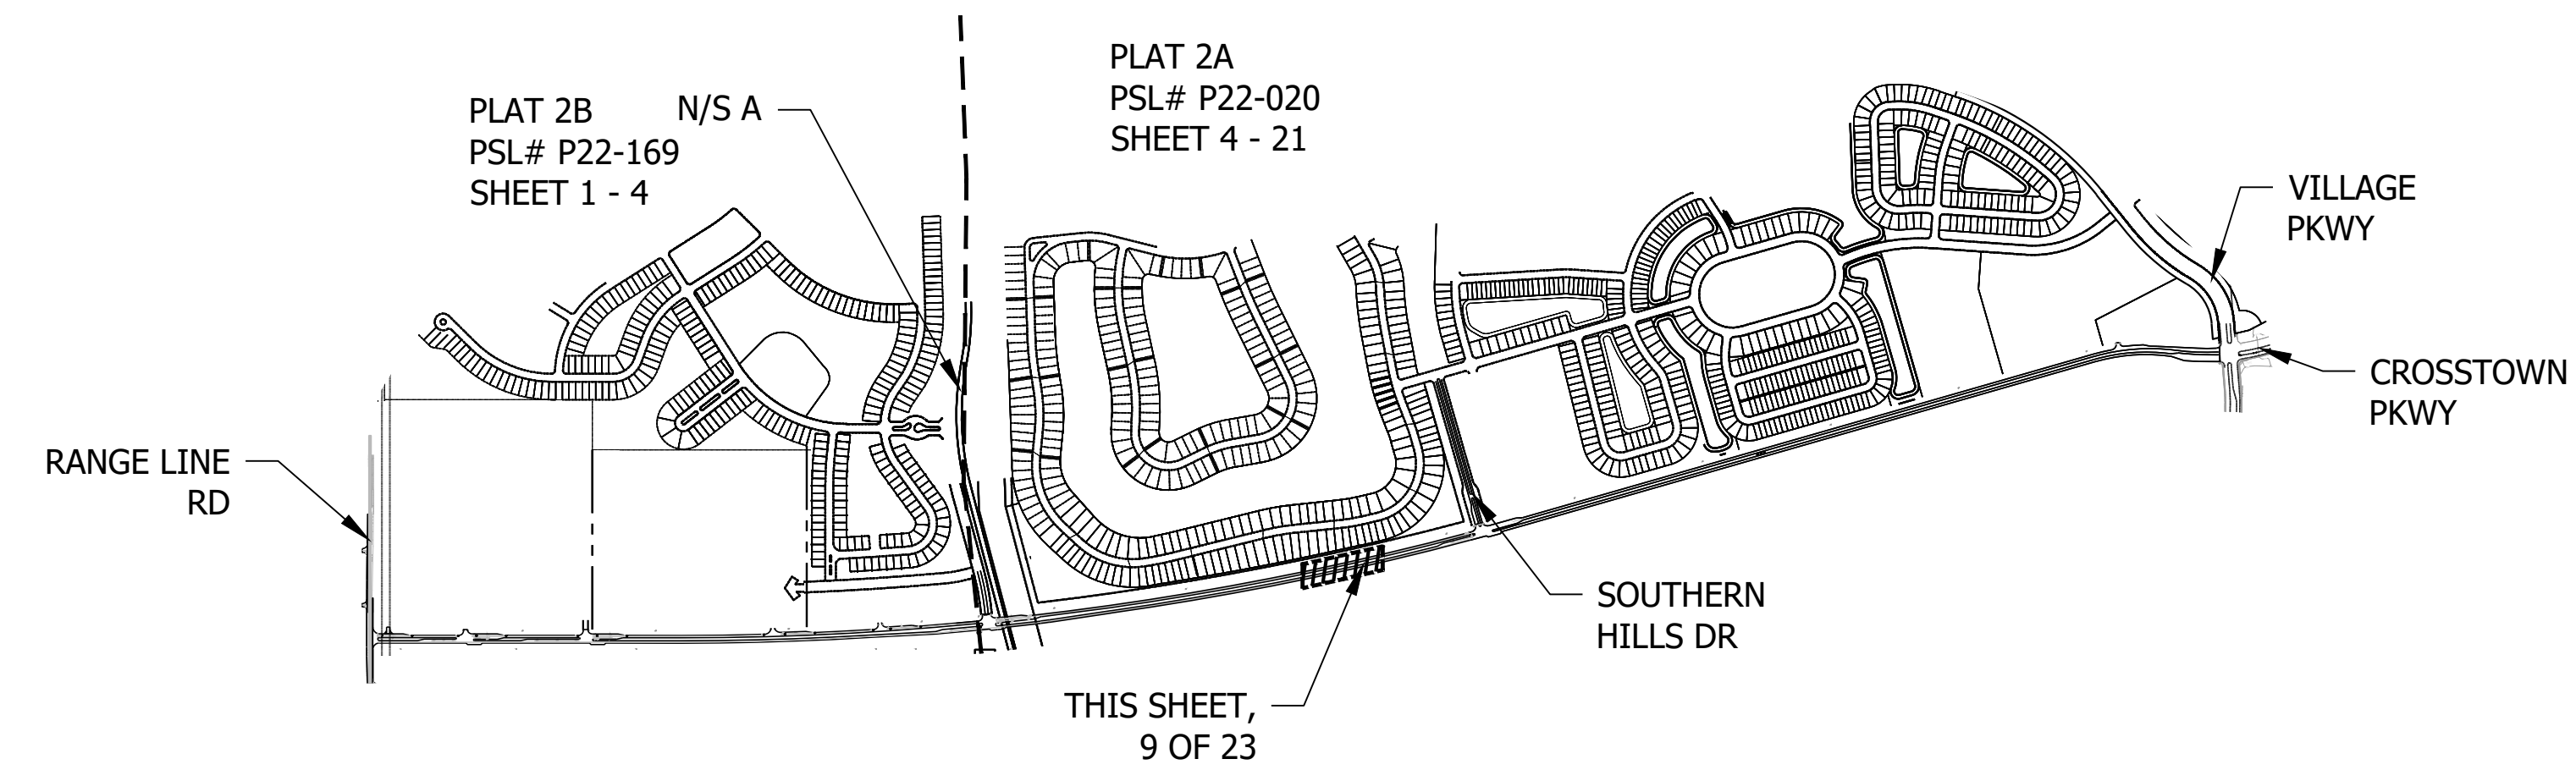 PLAT 2A
PSL# P22-020
SHEET 4 - 21
PLAT 2B
PSL# P22-169
SHEET 1 - 4
N/S A
VILLAGE
PKWY
CROSSTOWN
PKWY
RANGE LINE
RD
SOUTHERN
HILLS DR
THIS SHEET,
9 OF 23